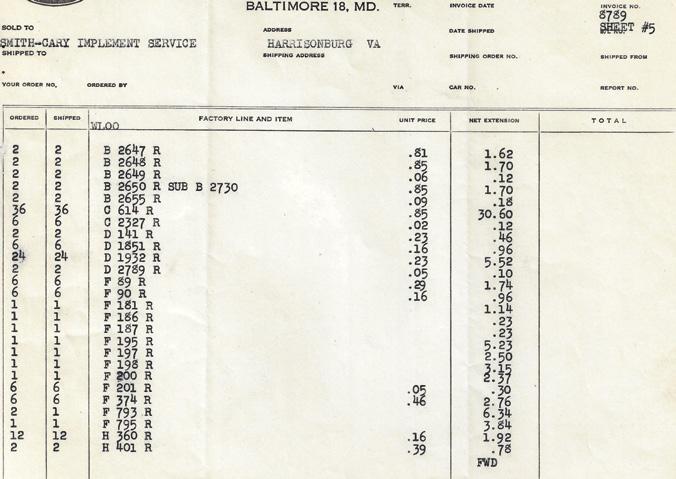 BALTIMORE 18, MD. TERR. INVOICE DATE INVOICE NO.
8789
SOLD TO ADDRESS DATE SHIPPED SHEET #5
SMITH-CARY IMPLEMENT SERVICE HARRISONBURG VA
SHIPPED TO SHIPPING ADDRESS SHIPPING ORDER NO. SHIPPED FROM
YOUR ORDER NO. ORDERED BY VIA CAR NO. REPORT NO.
ORDERED SHIPPED FACTORY LINE AND ITEM UNIT PRICE NET EXTENSION TOTAL
WLOO
2 2 B 2647 R .81 1.62
2 2 B 2648 R .85 1.70
2 2 B 2649 R .06 .12
2 2 B 2650 R SUB B 2730 .85 1.70
2 2 B 2655 R .09 .18
36 36 C 614 R .85 30.60
6 6 C 2327 R .02 .12
2 2 D 141 R .23 .46
6 6 D 1851 R .16 .96
24 24 D 1932 R .23 5.52
2 2 D 2789 R .05 .10
6 6 F 89 R .29 1.74
6 6 F 90 R .16 .96
1 1 F 181 R 1.14
1 1 F 186 R .23
1 1 F 187 R .23
1 1 F 195 R 5.23
1 1 F 197 R 2.50
1 1 F 198 R 3.15
1 1 F 200 R 2.37
6 6 F 201 R .05 .30
6 6 F 374 R .46 2.76
2 1 F 793 R 6.34
1 1 F 795 R 3.84
12 12 H 360 R .16 1.92
2 2 H 401 R .39 .78
FWD